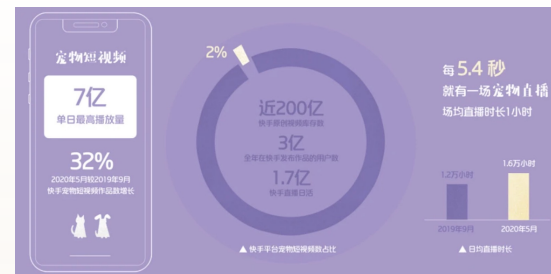 宠物短视频
7亿
单日最高播放量
32%
2020年5月较2019年9月
快手宠物短视频作品数增长
2%
近200亿
快手原创视频库存数
3亿
全年在快手发布作品的用户数
1.7亿
快手直播日活
▲ 快手平台宠物短视频数占比
每5.4秒
就有一场宠物直播
场均直播时长1小时
1.2万小时
1.6万小时
2019年9月
2020年5月
▲ 日均直播时长